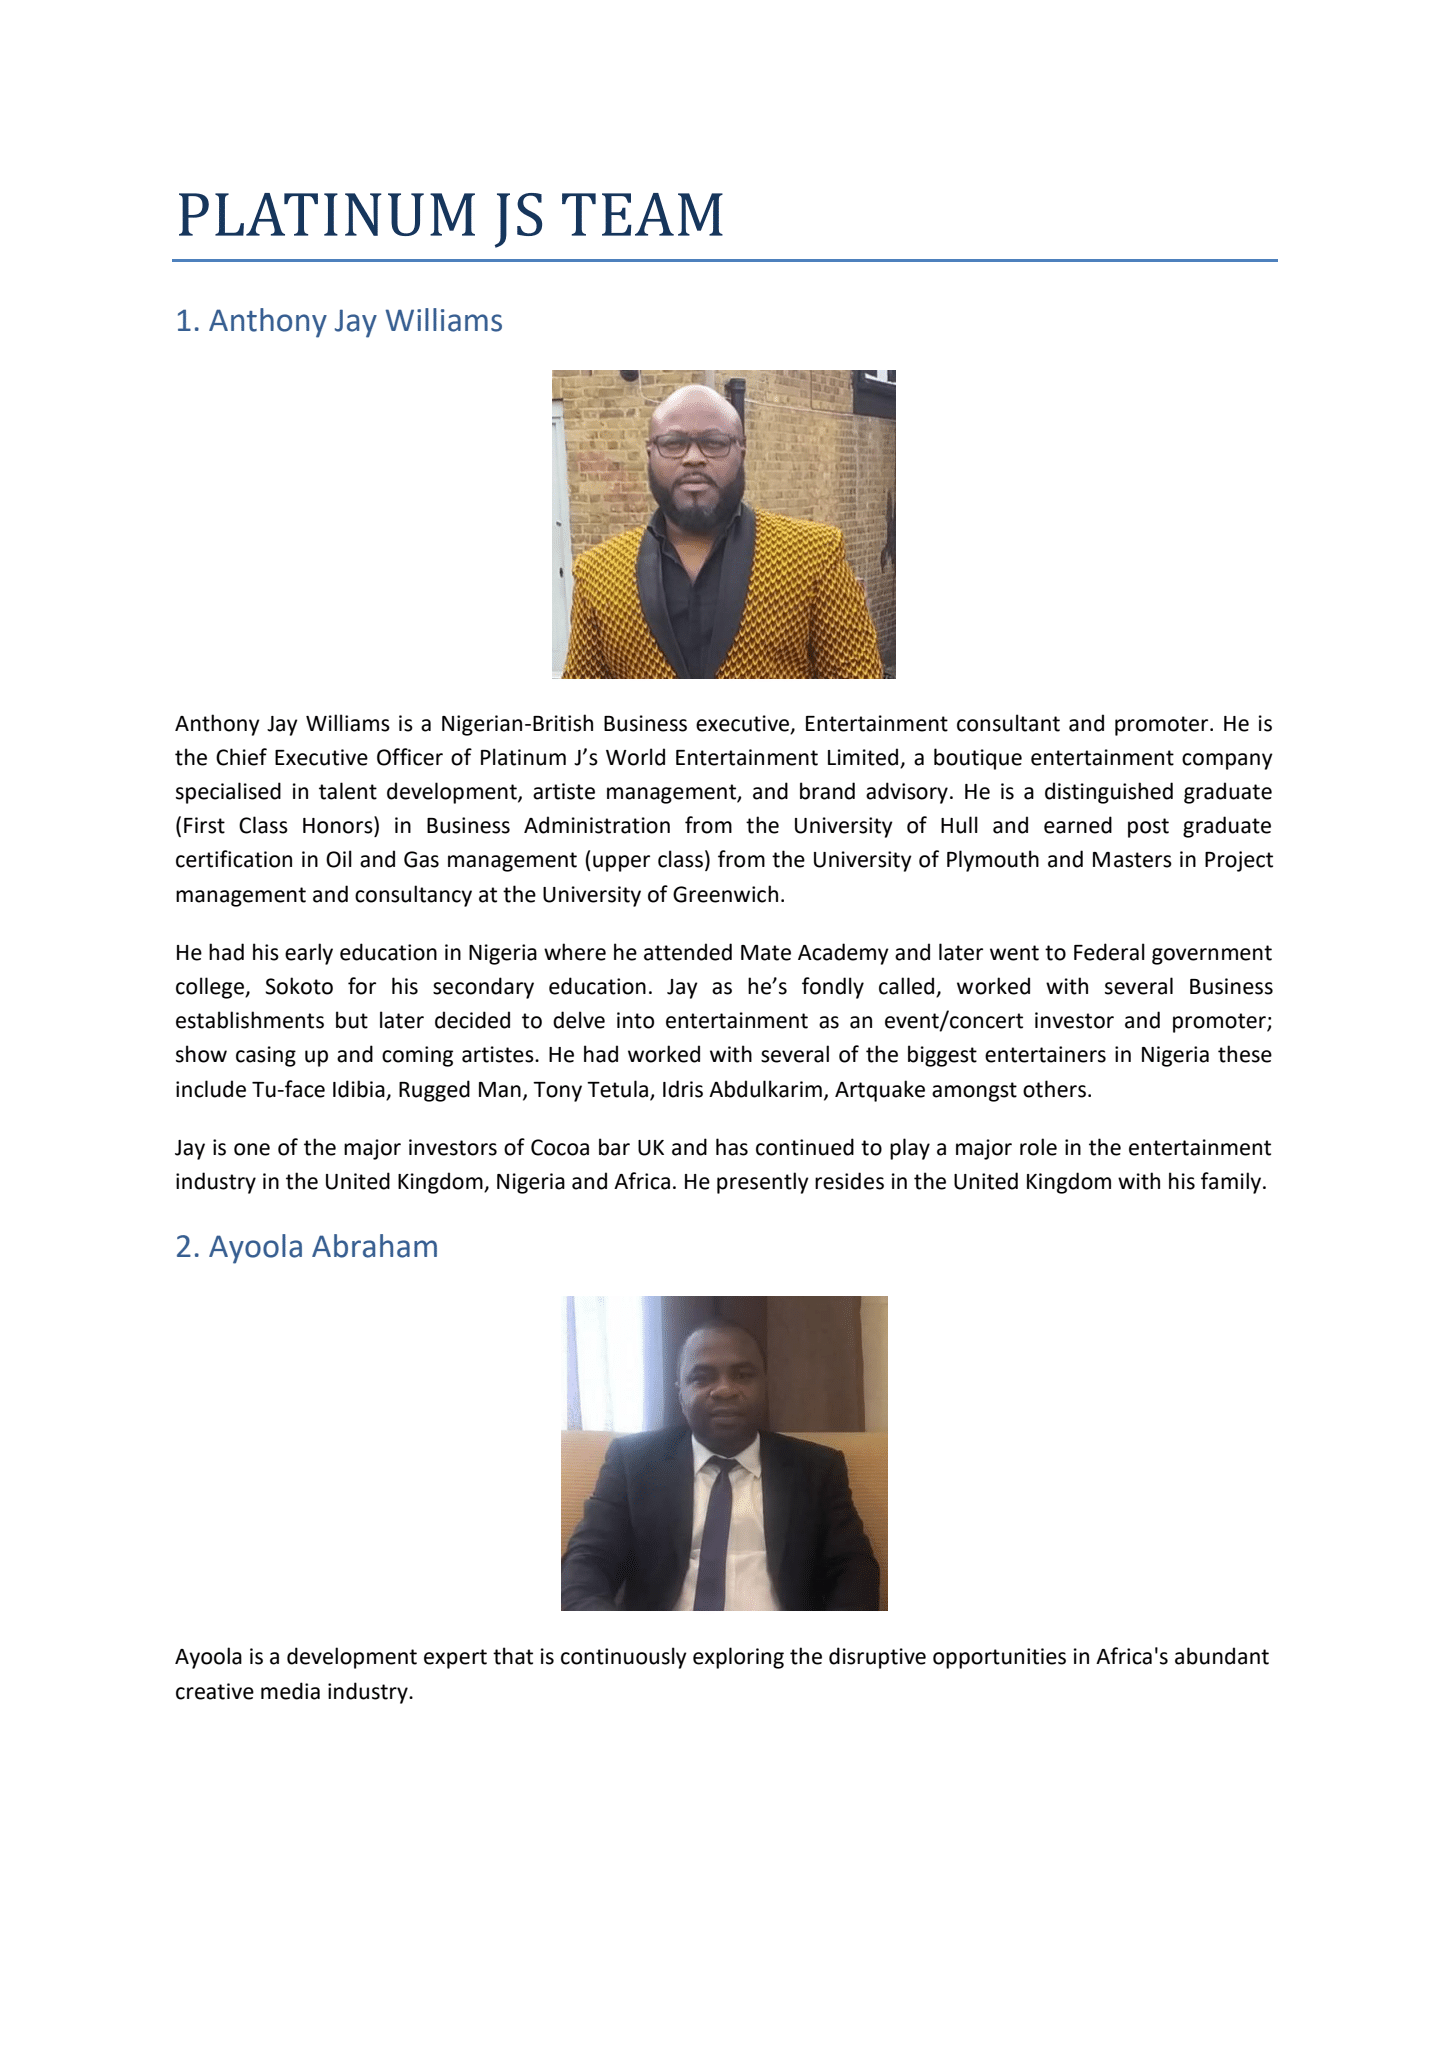 PLATINUM JS TEAM
1. Anthony Jay Williams
Anthony Jay Williams is a Nigerian-British Business executive, Entertainment consultant and promoter. He is
the Chief Executive Officer of Platinum J’s World Entertainment Limited, a boutique entertainment company
specialised in talent development, artiste management, and brand advisory. He is a distinguished graduate
(First Class Honors) in Business Administration from the University of Hull and earned post graduate
certification in Oil and Gas management (upper class) from the University of Plymouth and Masters in Project
management and consultancy at the University of Greenwich.
He had his early education in Nigeria where he attended Mate Academy and later went to Federal government
college, Sokoto for his secondary education. Jay as he’s fondly called, worked with several Business
establishments but later decided to delve into entertainment as an event/concert investor and promoter;
show casing up and coming artistes. He had worked with several of the biggest entertainers in Nigeria these
include Tu-face Idibia, Rugged Man, Tony Tetula, Idris Abdulkarim, Artquake amongst others.
Jay is one of the major investors of Cocoa bar UK and has continued to play a major role in the entertainment
industry in the United Kingdom, Nigeria and Africa. He presently resides in the United Kingdom with his family.
2. Ayoola Abraham
Ayoola is a development expert that is continuously exploring the disruptive opportunities in Africa's abundant
creative media industry.